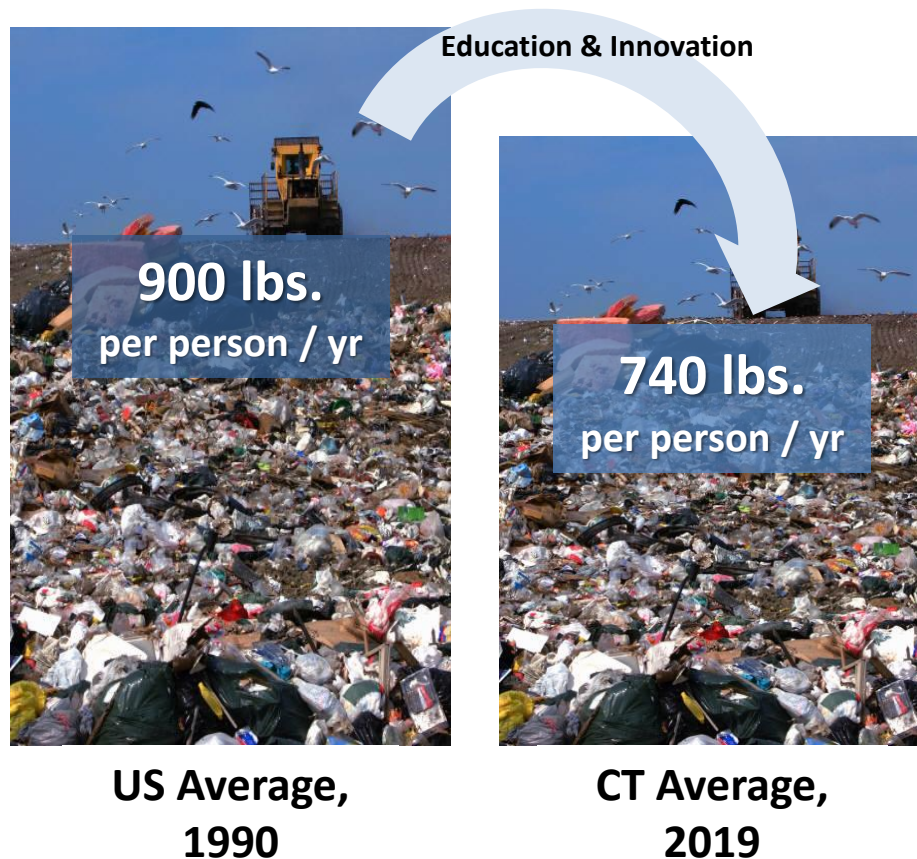 Education & Innovation
900 lbs.
per person / yr
740 lbs.
per person / yr
US Average,
1990
CT Average,
2019